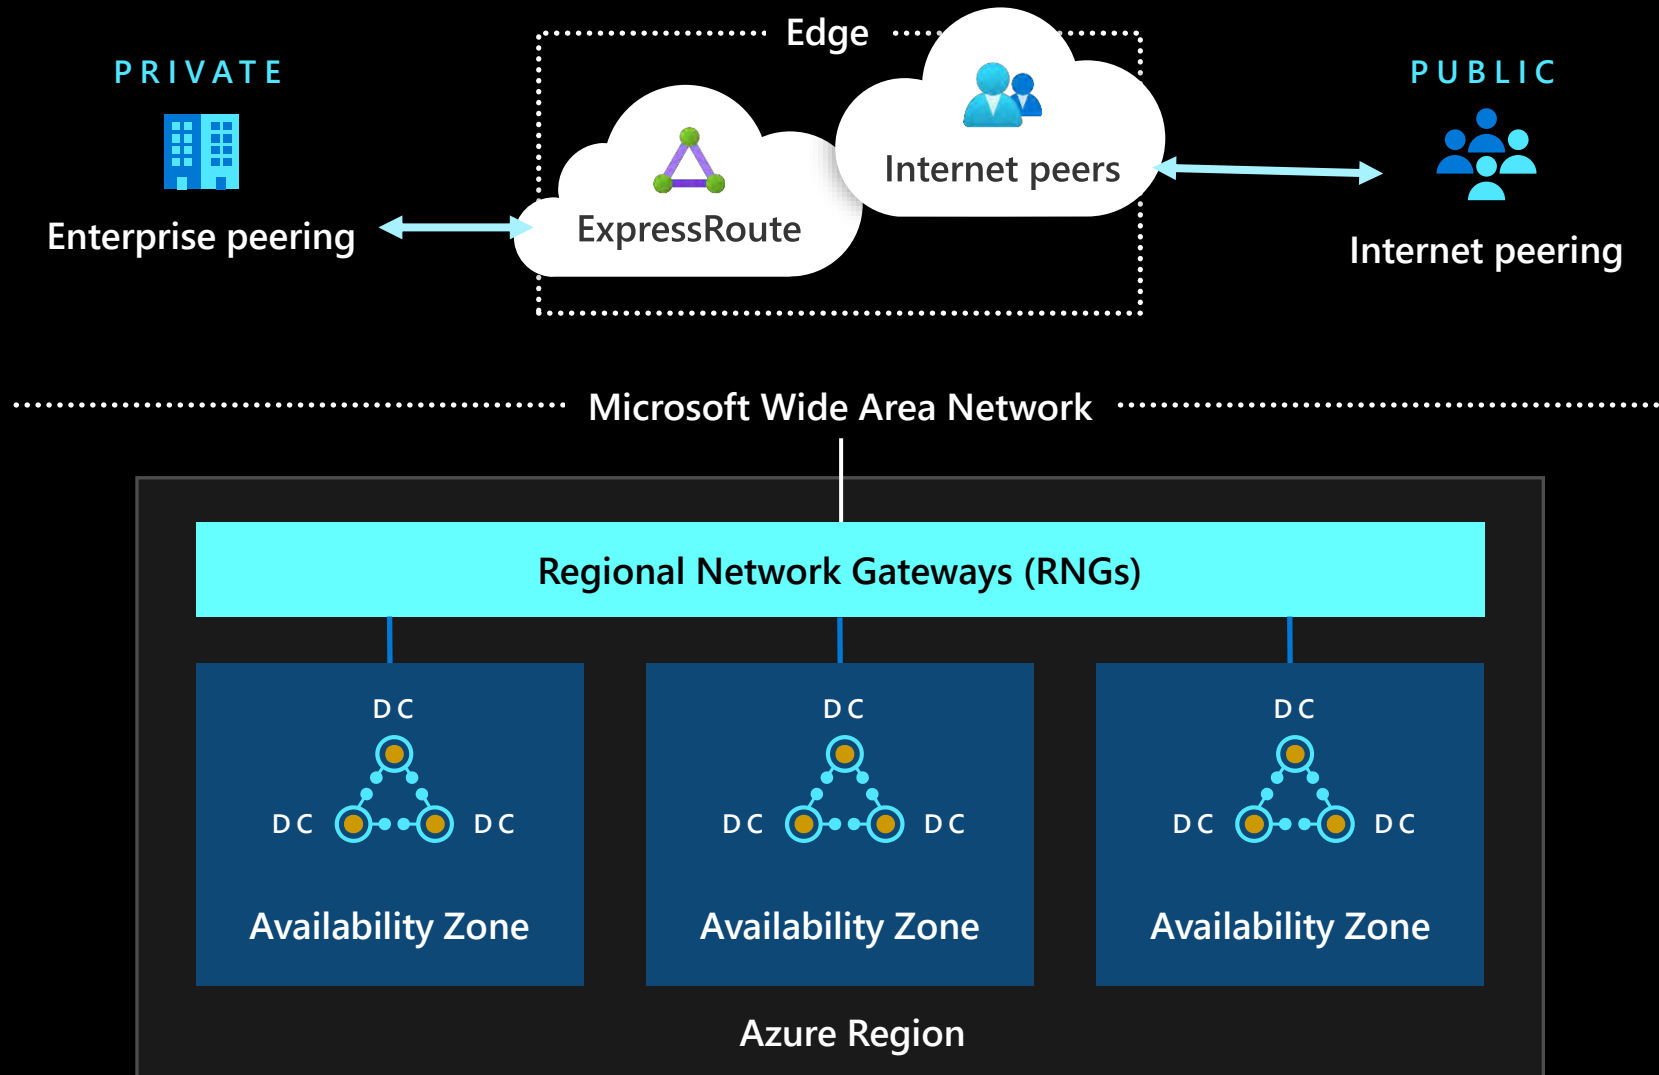 Edge
PRIVATE
PUBLIC
Internet peers
ExpressRoute
Enterprise peering
Internet peering
Microsoft Wide Area Network
Regional Network Gateways (RNGs)
DC
DC
DC
Availability Zone
DC
DC
DC
Availability Zone
DC
DC
DC
Availability Zone
Azure Region